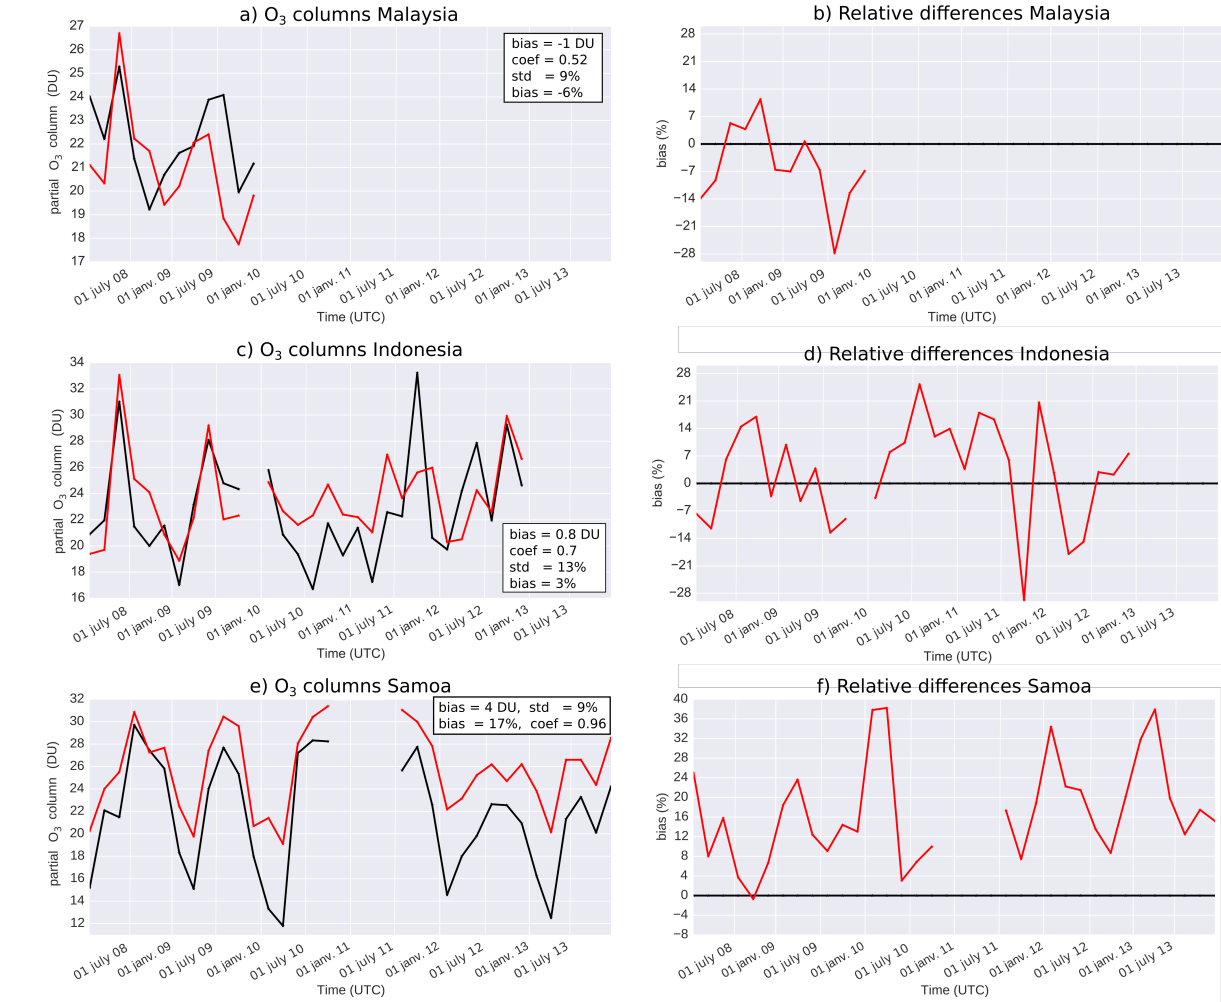 a) O₃ columns Malaysia
partial O₃ column (DU)
27
26
25
24
23
22
21
20
19
18
17
bias = -1 DU
coef = 0.52
std = 9%
bias = -6%
01 july 08
01 janv. 09
01 july 09
01 janv. 10
01 july 10
01 janv. 11
01 july 11
01 janv. 12
01 july 12
01 janv. 13
01 july 13
Time (UTC)
b) Relative differences Malaysia
bias (%)
28
21
14
7
0
−7
−14
−21
−28
01 july 08
01 janv. 09
01 july 09
01 janv. 10
01 july 10
01 janv. 11
01 july 11
01 janv. 12
01 july 12
01 janv. 13
01 july 13
Time (UTC)
c) O₃ columns Indonesia
partial O₃ column (DU)
34
32
30
28
26
24
22
20
18
16
bias = 0.8 DU
coef = 0.7
std = 13%
bias = 3%
01 july 08
01 janv. 09
01 july 09
01 janv. 10
01 july 10
01 janv. 11
01 july 11
01 janv. 12
01 july 12
01 janv. 13
01 july 13
Time (UTC)
d) Relative differences Indonesia
bias (%)
28
21
14
7
0
−7
−14
−21
−28
01 july 08
01 janv. 09
01 july 09
01 janv. 10
01 july 10
01 janv. 11
01 july 11
01 janv. 12
01 july 12
01 janv. 13
01 july 13
Time (UTC)
e) O₃ columns Samoa
partial O₃ column (DU)
32
30
28
26
24
22
20
18
16
14
12
bias = 4 DU, std = 9%
bias = 17%, coef = 0.96
01 july 08
01 janv. 09
01 july 09
01 janv. 10
01 july 10
01 janv. 11
01 july 11
01 janv. 12
01 july 12
01 janv. 13
01 july 13
Time (UTC)
f) Relative differences Samoa
bias (%)
40
36
32
28
24
20
16
12
8
4
0
−4
−8
01 july 08
01 janv. 09
01 july 09
01 janv. 10
01 july 10
01 janv. 11
01 july 11
01 janv. 12
01 july 12
01 janv. 13
01 july 13
Time (UTC)